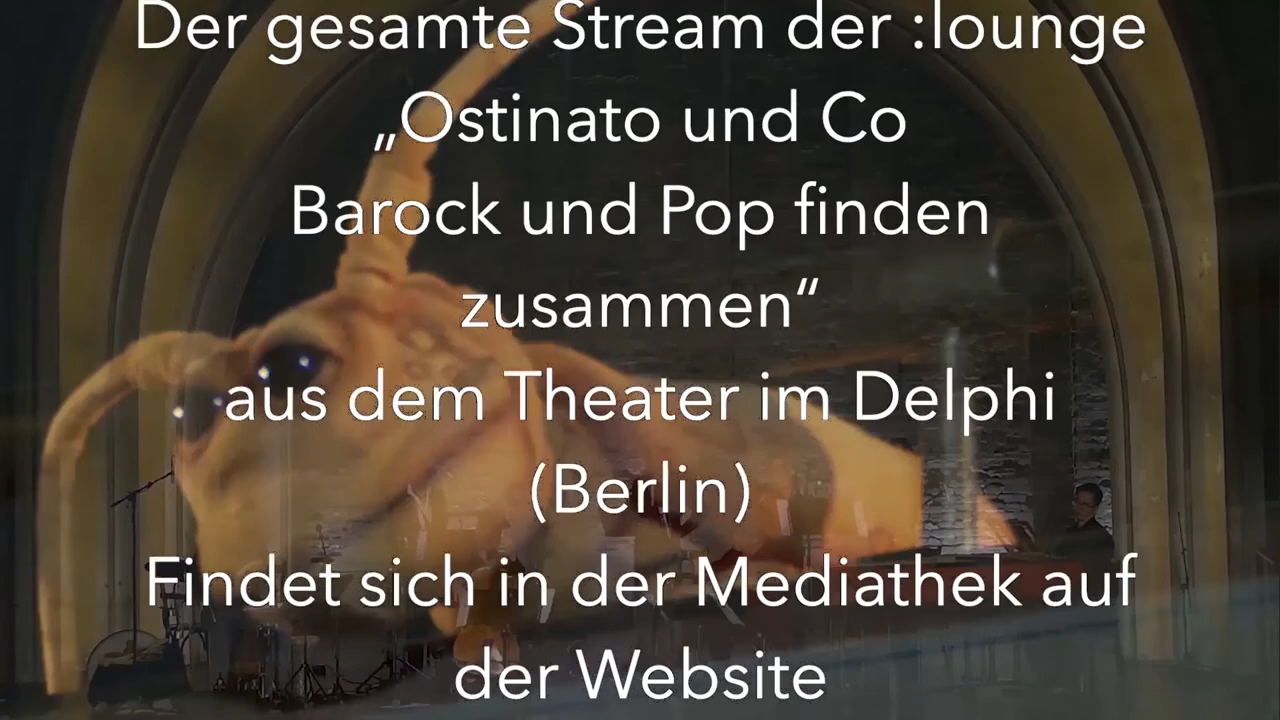 Der gesamte Stream der :lounge
„Ostinato und Co
Barock und Pop finden
zusammen“
aus dem Theater im Delphi
(Berlin)
Findet sich in der Mediathek auf
der Website